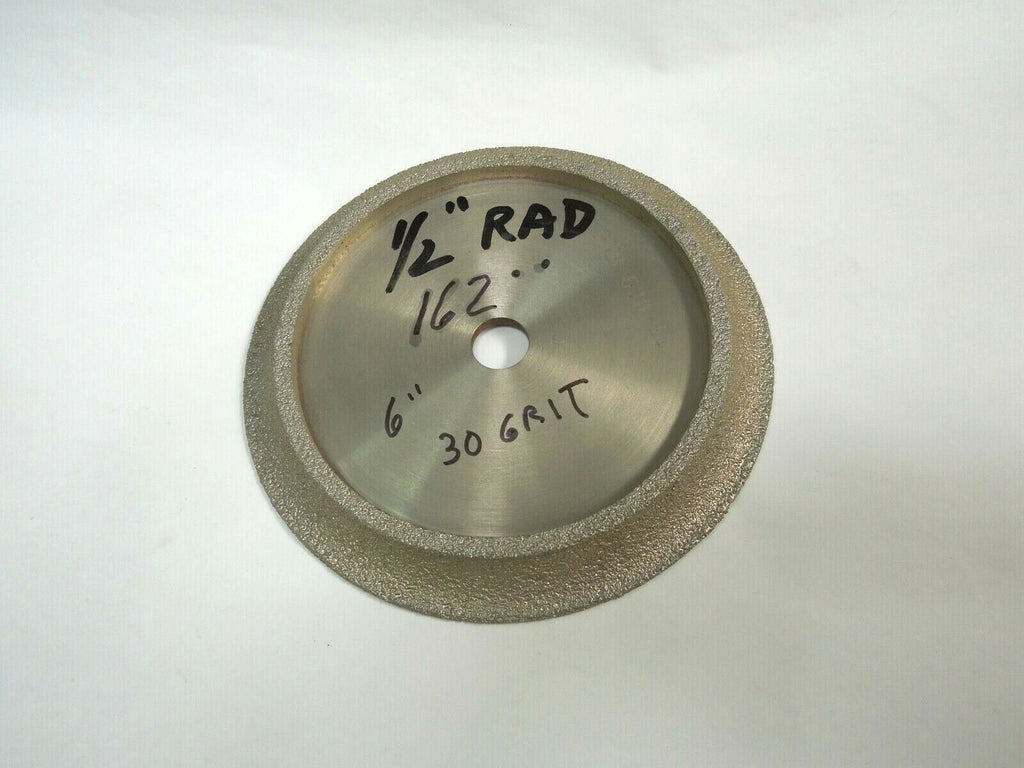 1/2" RAD
162..
6" 30 GRIT